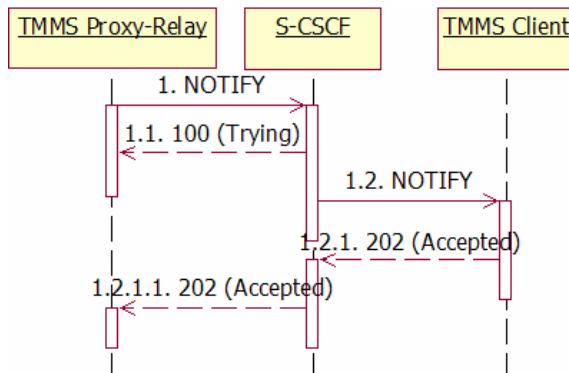 TMMS Proxy-Relay
S-CSCF
TMMS Client
1. NOTIFY
1.1. 100 (Trying)
1.2. NOTIFY
1.2.1. 202 (Accepted)
1.2.1.1. 202 (Accepted)